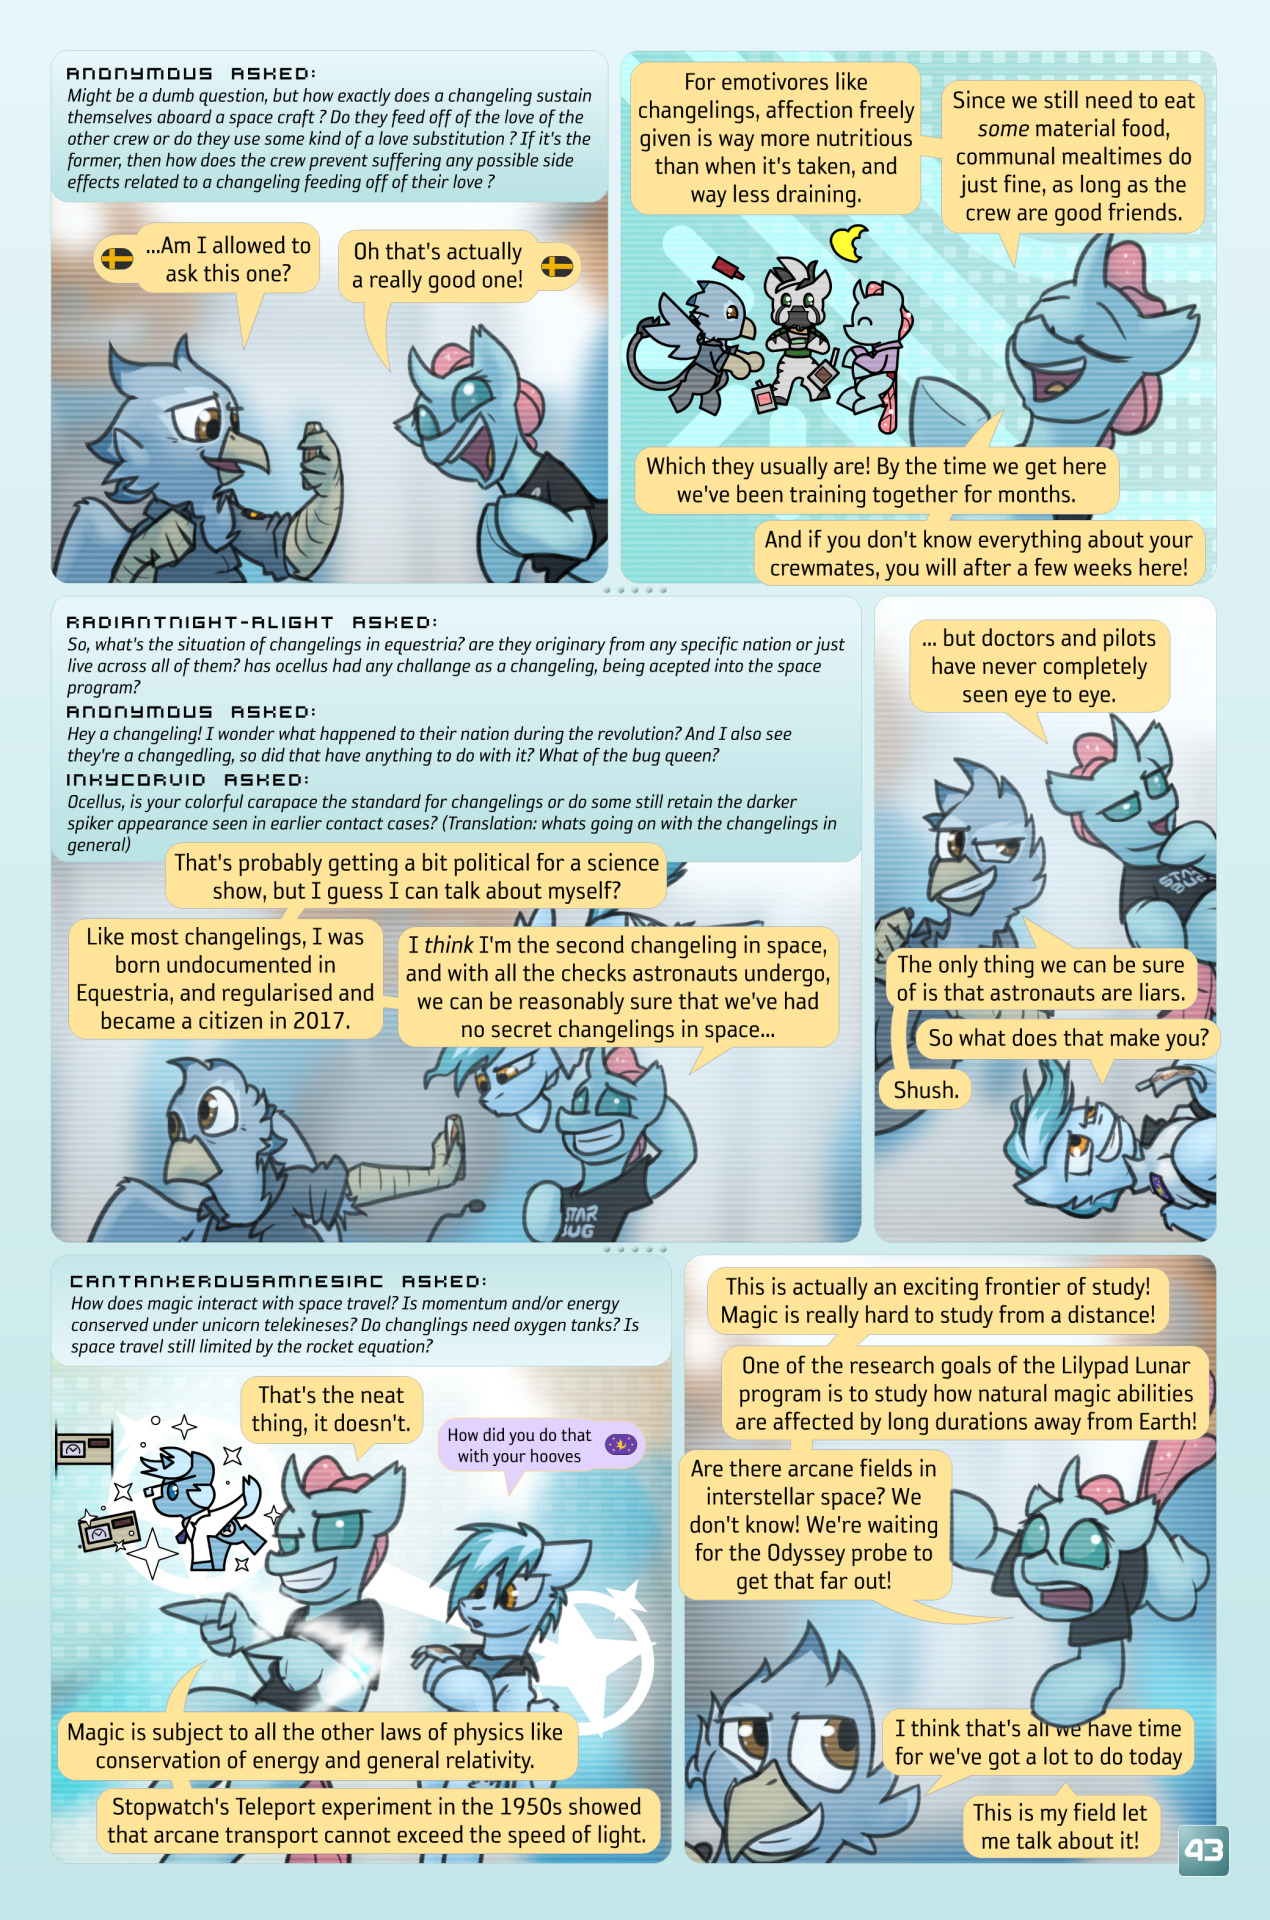 ANONYMOUS ASKED:
Might be a dumb question, but how exactly does a changeling sustain
themselves aboard a space craft ? Do they feed off of the love of the
other crew or do they use some kind of a love substitution ? If it's the
former, then how does the crew prevent suffering any possible side
effects related to a changeling feeding off of their love ?
...Am I allowed to
ask this one?
Oh that's actually
a really good one!
For emotivores like
changelings, affection freely
given is way more nutritious
than when it's taken, and
way less draining.
Since we still need to eat
some material food,
communal mealtimes do
just fine, as long as the
crew are good friends.
Which they usually are! By the time we get here
we've been training together for months.
And if you don't know everything about your
crewmates, you will after a few weeks here!
RADIANTNIGHT-ALIGHT ASKED:
So, what's the situation of changelings in equestria? are they originary from any specific nation or just
live across all of them? has ocellus had any challange as a changeling, being acepted into the space
program?
ANONYMOUS ASKED:
Hey a changeling! I wonder what happened to their nation during the revolution? And I also see
they're a changedling, so did that have anything to do with it? What of the bug queen?
INKYCORVID ASKED:
Ocellus, is your colorful carapace the standard for changelings or do some still retain the darker
spiker appearance seen in earlier contact cases? (Translation: whats going on with the changelings in
general)
That's probably getting a bit political for a science
show, but I guess I can talk about myself?
Like most changelings, I was
born undocumented in
Equestria, and regularised and
became a citizen in 2017.
I think I'm the second changeling in space,
and with all the checks astronauts undergo,
we can be reasonably sure that we've had
no secret changelings in space...
STAR
BUG
... but doctors and pilots
have never completely
seen eye to eye.
STAR
BUG
The only thing we can be sure
of is that astronauts are liars.
So what does that make you?
Shush.
CANTANKEROUSAMNESIAC ASKED:
How does magic interact with space travel? Is momentum and/or energy
conserved under unicorn telekineses? Do changlings need oxygen tanks? Is
space travel still limited by the rocket equation?
That's the neat
thing, it doesn't.
How did you do that
with your hooves
Magic is subject to all the other laws of physics like
conservation of energy and general relativity.
Stopwatch's Teleport experiment in the 1950s showed
that arcane transport cannot exceed the speed of light.
This is actually an exciting frontier of study!
Magic is really hard to study from a distance!
One of the research goals of the Lilypad Lunar
program is to study how natural magic abilities
are affected by long durations away from Earth!
Are there arcane fields in
interstellar space? We
don't know! We're waiting
for the Odyssey probe to
get that far out!
I think that's all we have time
for we've got a lot to do today
This is my field let
me talk about it!
43